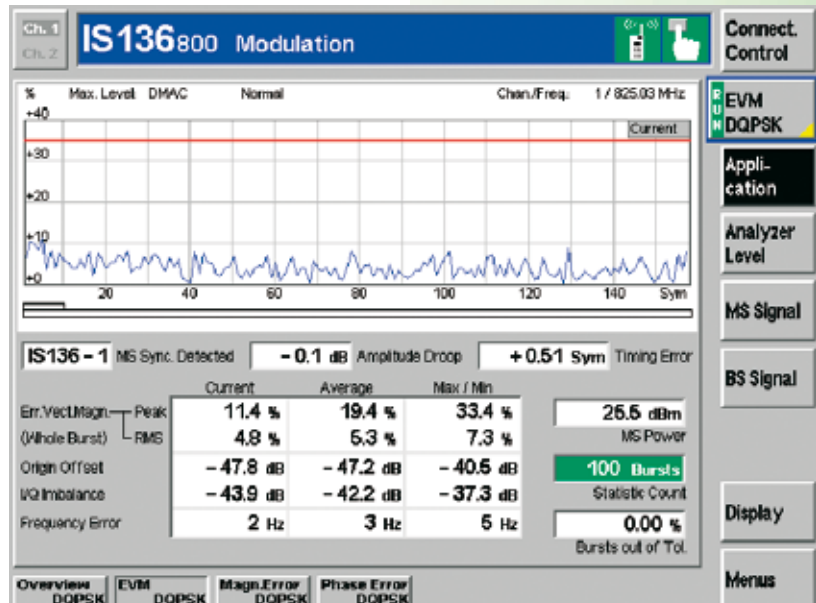 Ch. 1
Ch. 2
IS136800 Modulation
Connect. Control
% Max. Level: DMAC Normal Chan./Freq.: 1 / 825.03 MHz
+40
Current
+30
+20
+10
+0
20 40 60 80 100 120 140 Sym
RUN
EVM DQPSK
Appli-
cation
Analyzer Level
MS Signal
BS Signal
IS136 – 1 MS Sync. Detected – 0.1 dB Amplitude Droop + 0.51 Sym Timing Error
Current Average Max / Min
Err.Vect.Magn. Peak 11.4 % 19.4 % 33.4 % 25.5 dBm
(Whole Burst) RMS 4.8 % 5.3 % 7.3 % MS Power
Origin Offset – 47.8 dB – 47.2 dB – 40.5 dB 100 Bursts
I/Q Imbalance – 43.9 dB – 42.2 dB – 37.3 dB Statistic Count
Frequency Error 2 Hz 3 Hz 5 Hz 0.00 %
Bursts out of Tol.
Display
Menus
Overview DQPSK
EVM DQPSK
Magn.Error DQPSK
Phase Error DQPSK